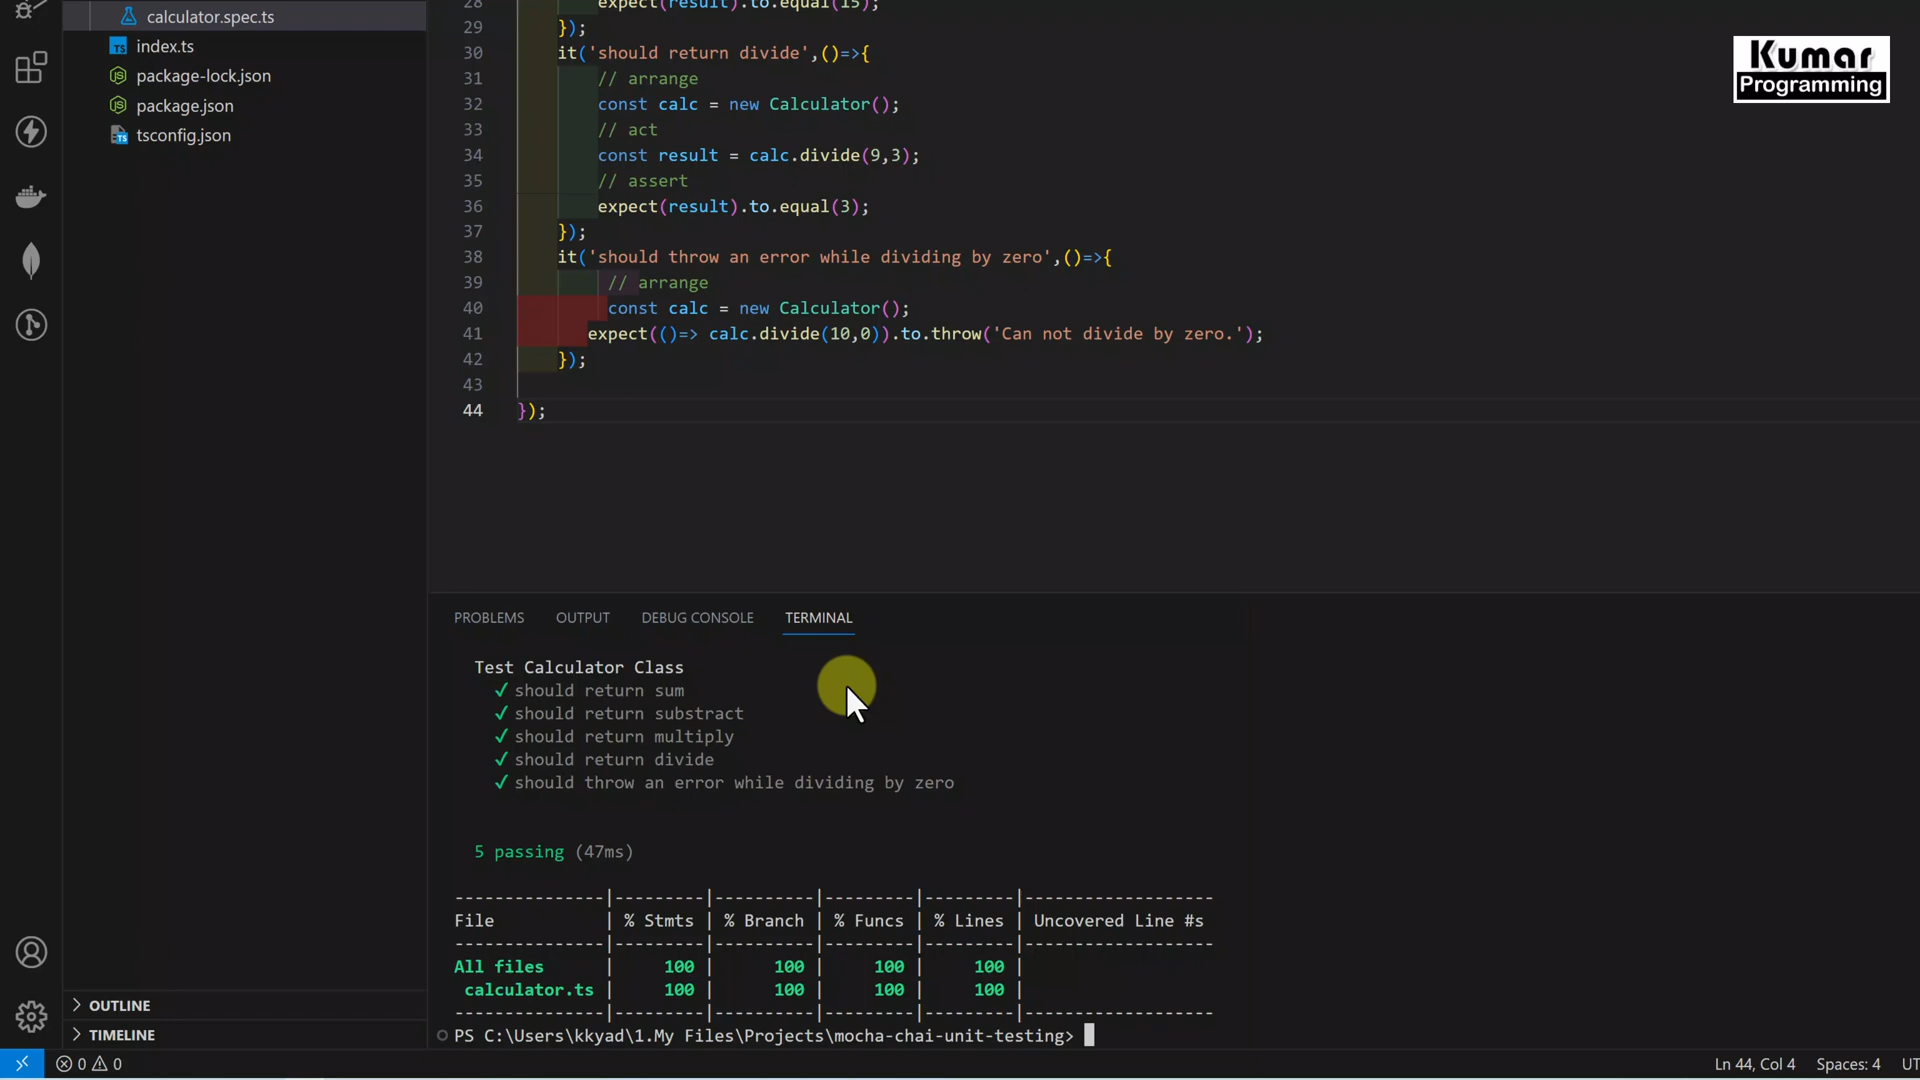 calculator.spec.ts
index.ts
package-lock.json
package.json
tsconfig.json
28 expect(result).to.equal(15);
29 });
30 it('should return divide',()=>{
31 // arrange
32 const calc = new Calculator();
33 // act
34 const result = calc.divide(9,3);
35 // assert
36 expect(result).to.equal(3);
37 });
38 it('should throw an error while dividing by zero',()=>{
39 // arrange
40 const calc = new Calculator();
41 expect(()=> calc.divide(10,0)).to.throw('Can not divide by zero.');
42 });
43
44 });
Kumar
Programming
PROBLEMS OUTPUT DEBUG CONSOLE TERMINAL
Test Calculator Class
✓ should return sum
✓ should return substract
✓ should return multiply
✓ should return divide
✓ should throw an error while dividing by zero
5 passing (47ms)
---------------|---------|----------|---------|---------|-------------------
File | % Stmts | % Branch | % Funcs | % Lines | Uncovered Line #s
---------------|---------|----------|---------|---------|-------------------
All files | 100 | 100 | 100 | 100 |
calculator.ts | 100 | 100 | 100 | 100 |
---------------|---------|----------|---------|---------|-------------------
PS C:\Users\kkyad\1.My Files\Projects\mocha-chai-unit-testing>
OUTLINE
TIMELINE
0 0
Ln 44, Col 4 Spaces: 4 UT